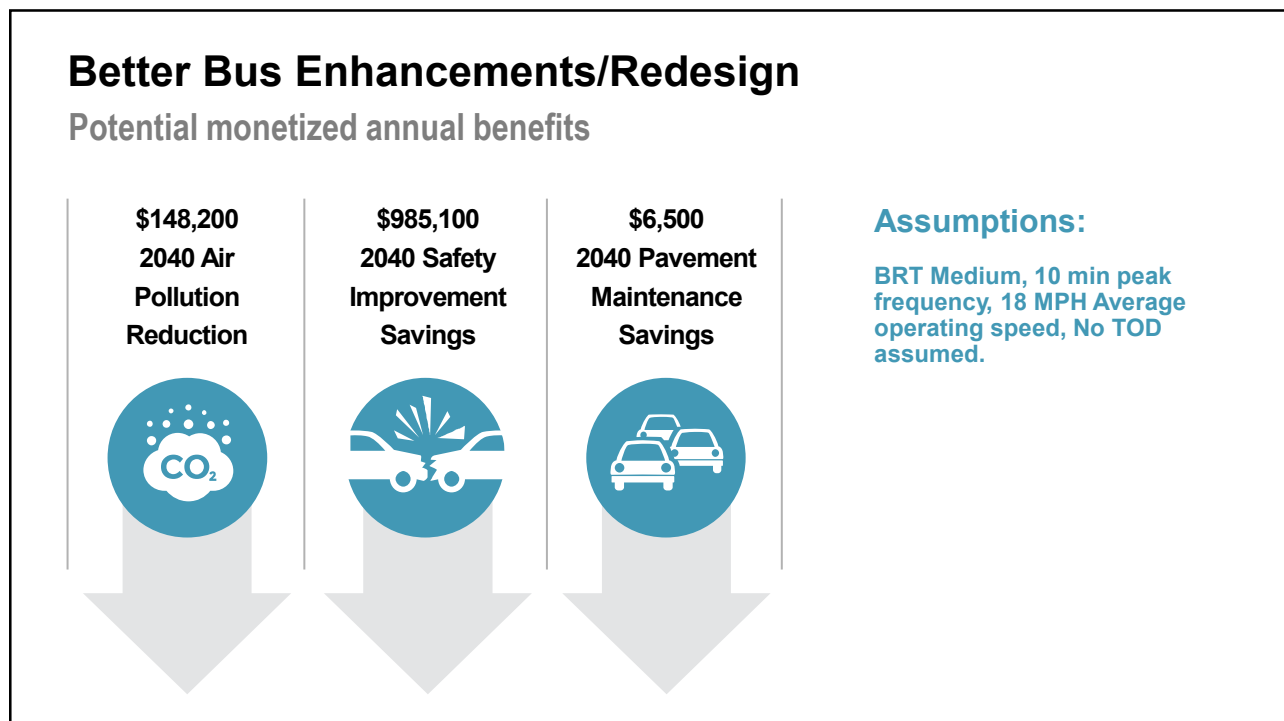 Better Bus Enhancements/Redesign
Potential monetized annual benefits
$148,200
2040 Air
Pollution
Reduction
$985,100
2040 Safety
Improvement
Savings
$6,500
2040 Pavement
Maintenance
Savings
Assumptions:
BRT Medium, 10 min peak
frequency, 18 MPH Average
operating speed, No TOD
assumed.
CO₂